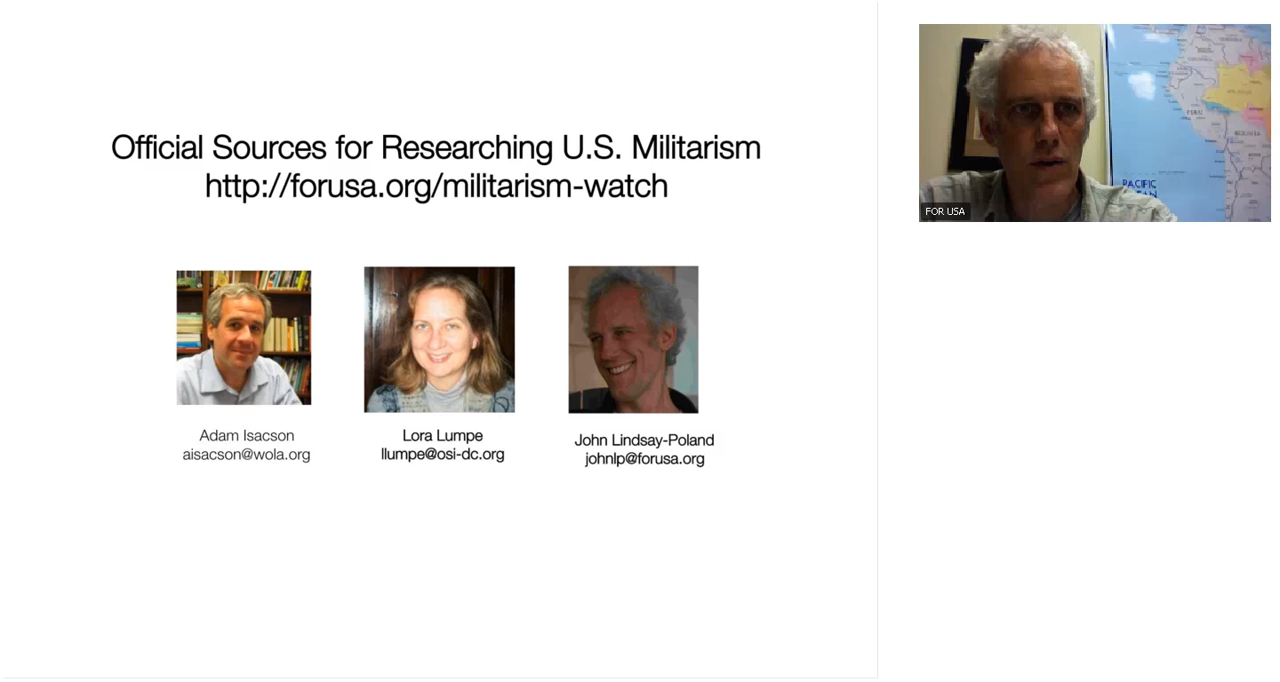 Official Sources for Researching U.S. Militarism
http://forusa.org/militarism-watch
Adam Isacson
aisacson@wola.org
Lora Lumpe
llumpe@osi-dc.org
John Lindsay-Poland
johnlp@forusa.org
PACIFIC
FOR USA